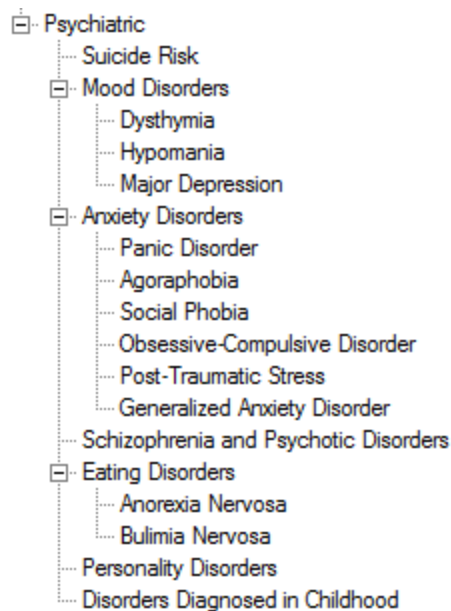 Psychiatric
Suicide Risk
Mood Disorders
Dysthymia
Hypomania
Major Depression
Anxiety Disorders
Panic Disorder
Agoraphobia
Social Phobia
Obsessive-Compulsive Disorder
Post-Traumatic Stress
Generalized Anxiety Disorder
Schizophrenia and Psychotic Disorders
Eating Disorders
Anorexia Nervosa
Bulimia Nervosa
Personality Disorders
Disorders Diagnosed in Childhood